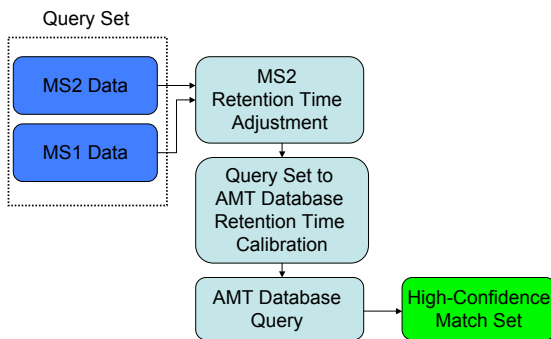 Query Set
MS2 Data
MS1 Data
MS2
Retention Time
Adjustment
Query Set to
AMT Database
Retention Time
Calibration
AMT Database
Query
High-Confidence
Match Set